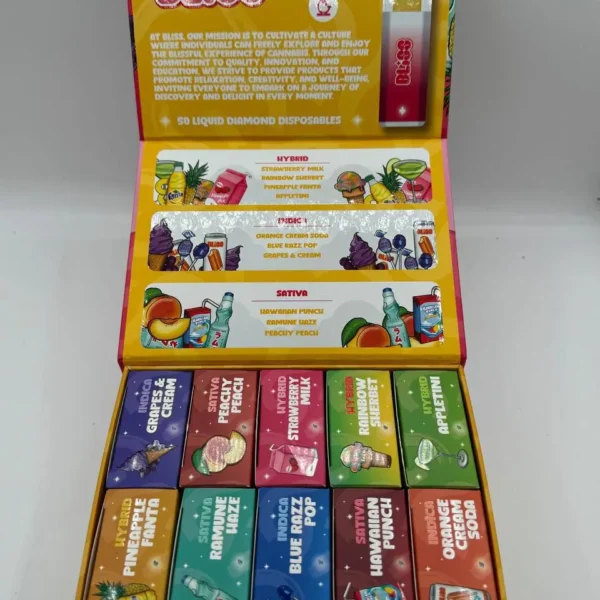 BLISS
AT BLISS, OUR MISSION IS TO CULTIVATE A CULTURE
WHERE INDIVIDUALS CAN FREELY EXPLORE AND ENJOY
THE BLISSFUL EXPERIENCE OF CANNABIS. THROUGH OUR
COMMITMENT TO QUALITY, INNOVATION, AND
EDUCATION, WE STRIVE TO PROVIDE PRODUCTS THAT
PROMOTE RELAXATION, CREATIVITY, AND WELL-BEING,
INVITING EVERYONE TO EMBARK ON A JOURNEY OF
DISCOVERY AND DELIGHT IN EVERY MOMENT.
50 LIQUID DIAMOND DISPOSABLES
BLISS
HYBRID
STRAWBERRY MILK
RAINBOW SHERBET
PINEAPPLE FANTA
APPLETINI
INDICA
ORANGE CREAM SODA
BLUE RAZZ POP
GRAPES & CREAM
SATIVA
HAWAIIAN PUNCH
RAMUNE HAZE
PEACHY PEACH
INDICA
GRAPES &
CREAM
SATIVA
PEACHY
PEACH
HYBRID
STRAWBERRY
MILK
HYBRID
RAINBOW
SHERBET
HYBRID
APPLETINI
HYBRID
PINEAPPLE
FANTA
SATIVA
RAMUNE
HAZE
INDICA
BLUE RAZZ
POP
SATIVA
HAWAIIAN
PUNCH
INDICA
ORANGE
CREAM
SODA